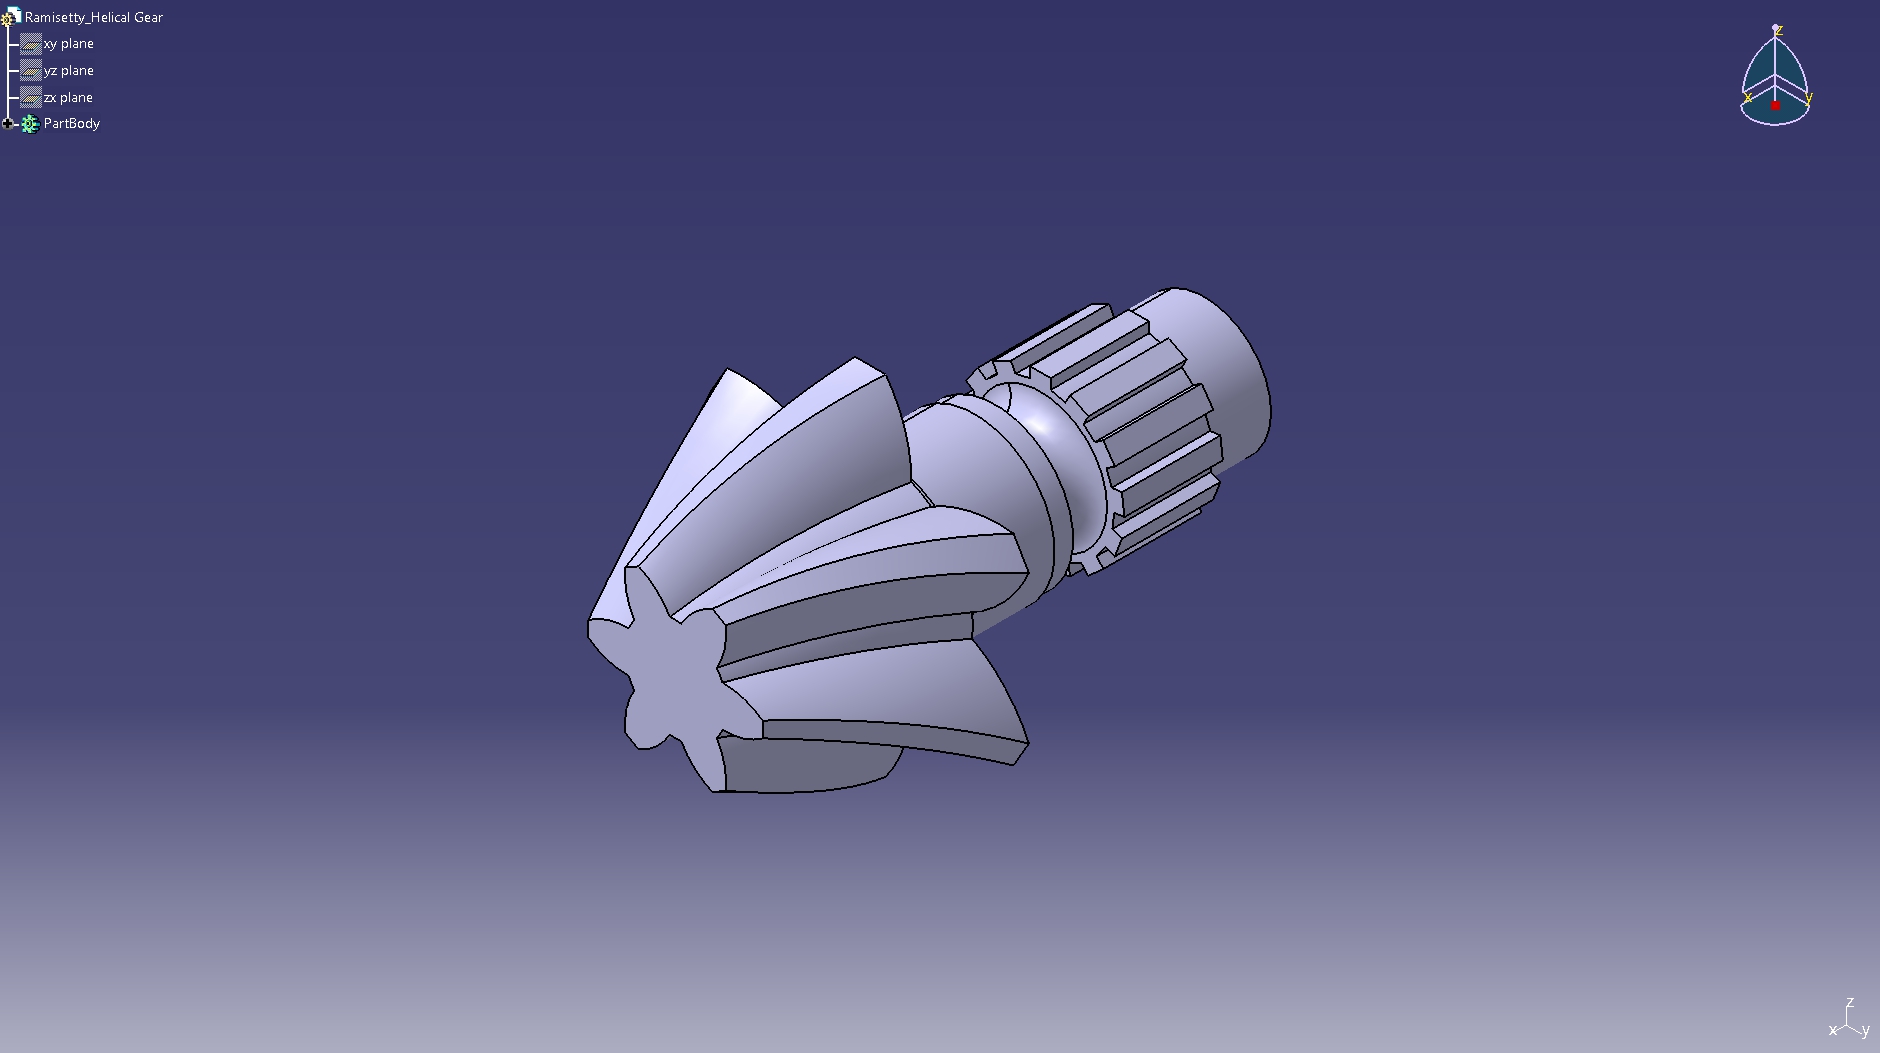 Ramisetty_Helical Gear
xy plane
yz plane
zx plane
PartBody
z
x
y
z
x
y